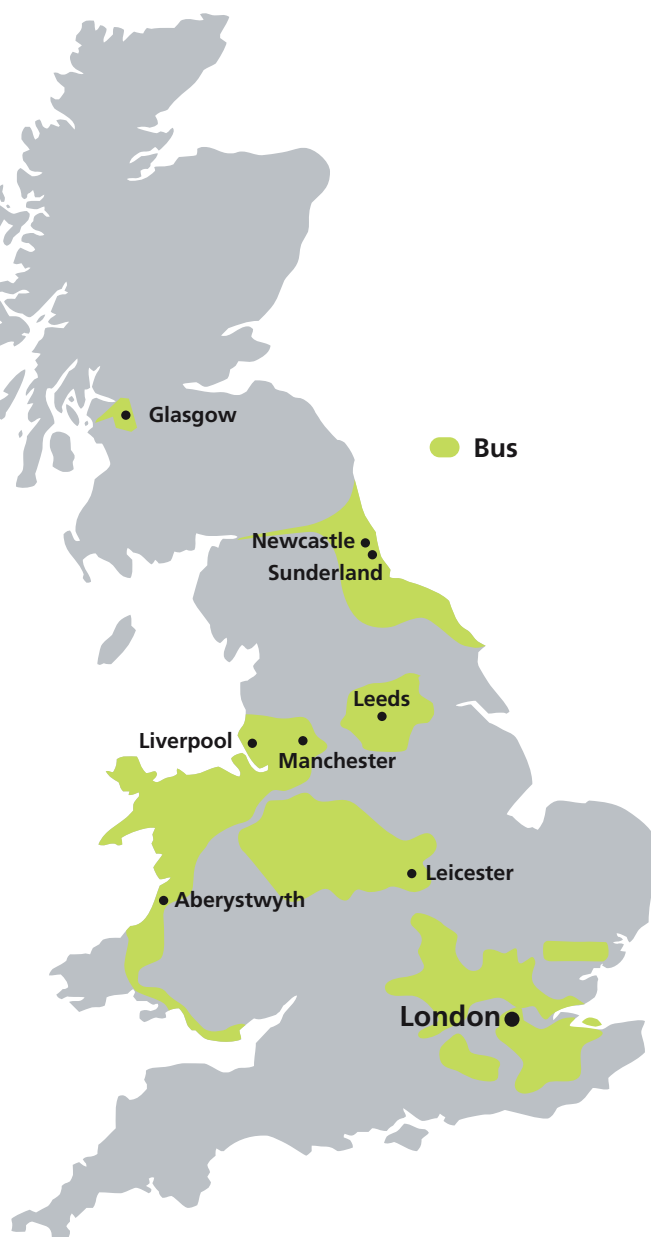 Glasgow
Bus
Newcastle
Sunderland
Leeds
Liverpool
Manchester
Leicester
Aberystwyth
London